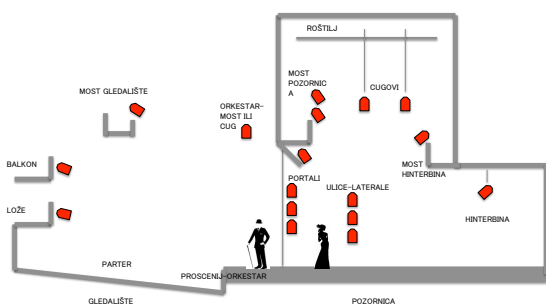 ROŠTILJ
MOST GLEDALIŠTE
MOST
POZORNIC
A
CUGOVI
ORKESTAR-
MOST ILI
CUG
BALKON
MOST
HINTERBINA
PORTALI
ULICE-LATERALE
LOŽE
HINTERBINA
PARTER
PROSCENIJ-ORKESTAR
GLEDALIŠTE
POZORNICA